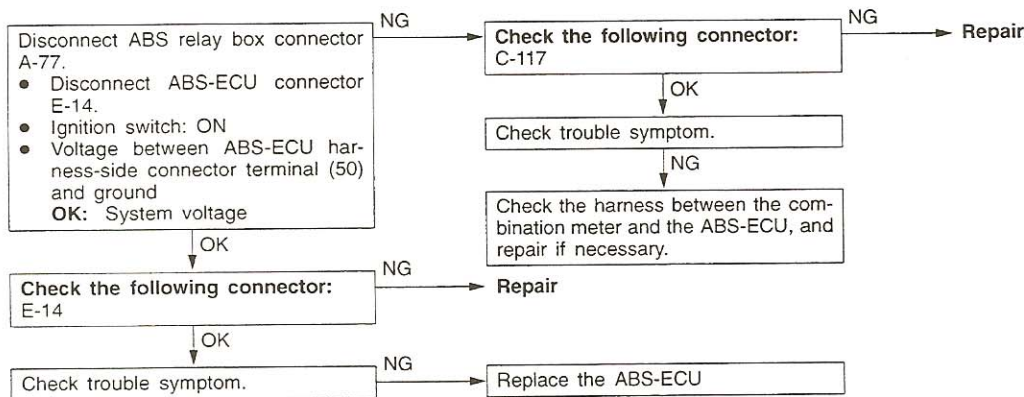 Disconnect ABS relay box connector
A-77.
● Disconnect ABS-ECU connector
E-14.
● Ignition switch: ON
● Voltage between ABS-ECU har-
ness-side connector terminal (50)
and ground
OK: System voltage
NG
Check the following connector:
C-117
NG
Repair
OK
Check trouble symptom.
NG
Check the harness between the com-
bination meter and the ABS-ECU, and
repair if necessary.
OK
Check the following connector:
E-14
NG
Repair
OK
Check trouble symptom.
NG
Replace the ABS-ECU